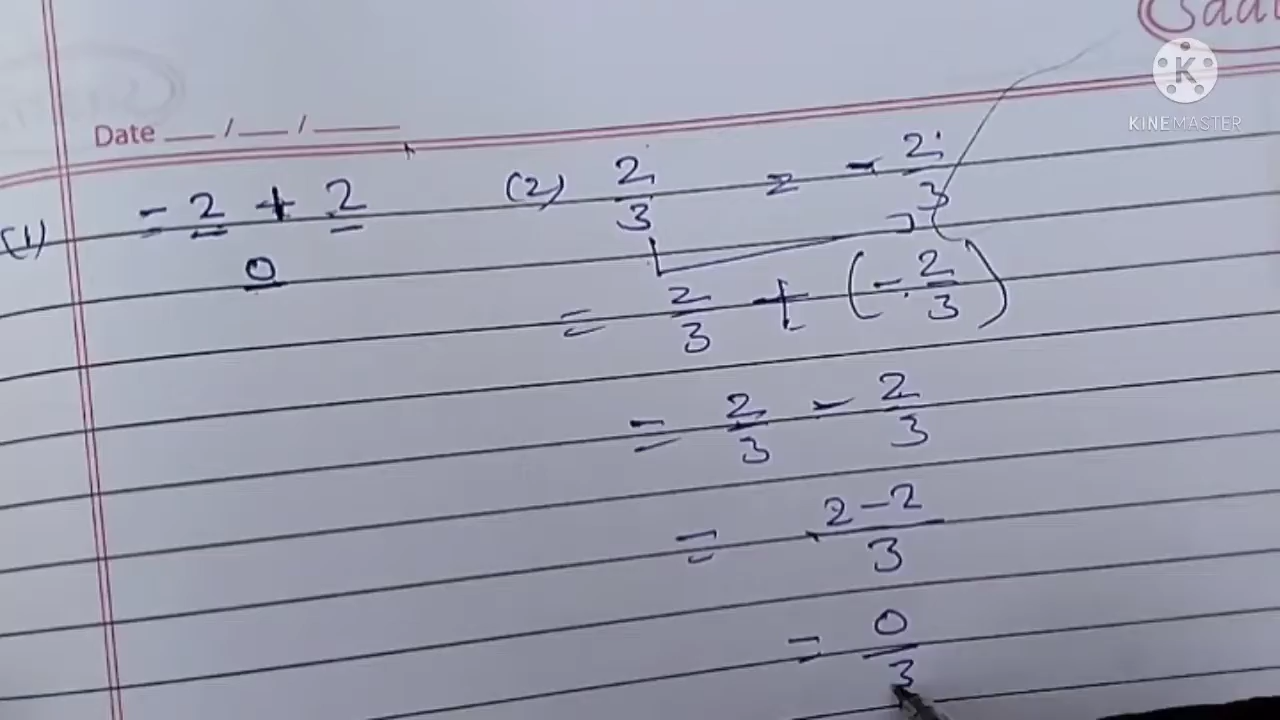 Saa
KINEMASTER
Date __/__/____
(1) - 2 + 2
0
(2) 2/3 = - 2/3
= 2/3 + (- 2/3)
= 2/3 - 2/3
= 2-2/3
= 0/3